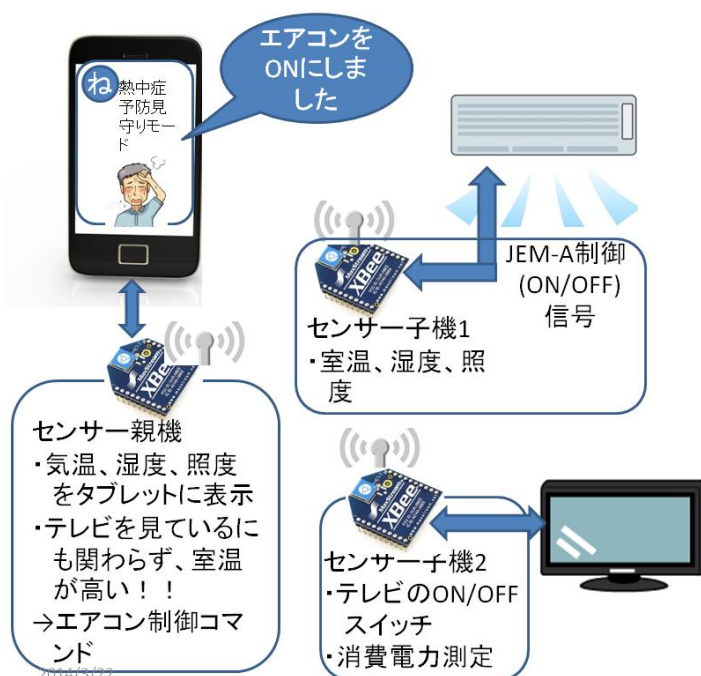 エアコンを
ONにしま
した
ね
熱中症
予防見
守りモー
ド
JEM-A制御
(ON/OFF)
信号
XBee
センサー子機1
・室温、湿度、照
度
XBee
センサー親機
・気温、湿度、照度
をタブレットに表示
・テレビを見ているに
も関わらず、室温
が高い！！
→エアコン制御コマ
ンド
XBee
センサー子機2
・テレビのON/OFF
スイッチ
・消費電力測定